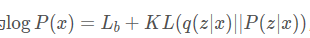 log P(x) = L_b + KL(q(z|x)||P(z|x))